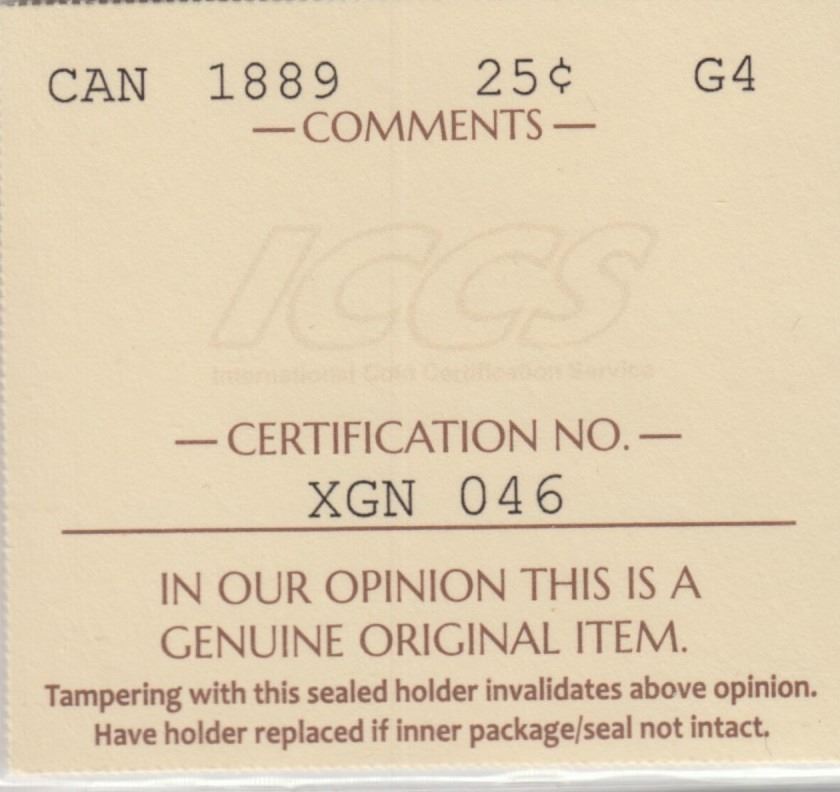 CAN 1889 25¢ G4
— COMMENTS —
ICCS
International Coin Certification Service
— CERTIFICATION NO. —
XGN 046
IN OUR OPINION THIS IS A
GENUINE ORIGINAL ITEM.
Tampering with this sealed holder invalidates above opinion.
Have holder replaced if inner package/seal not intact.